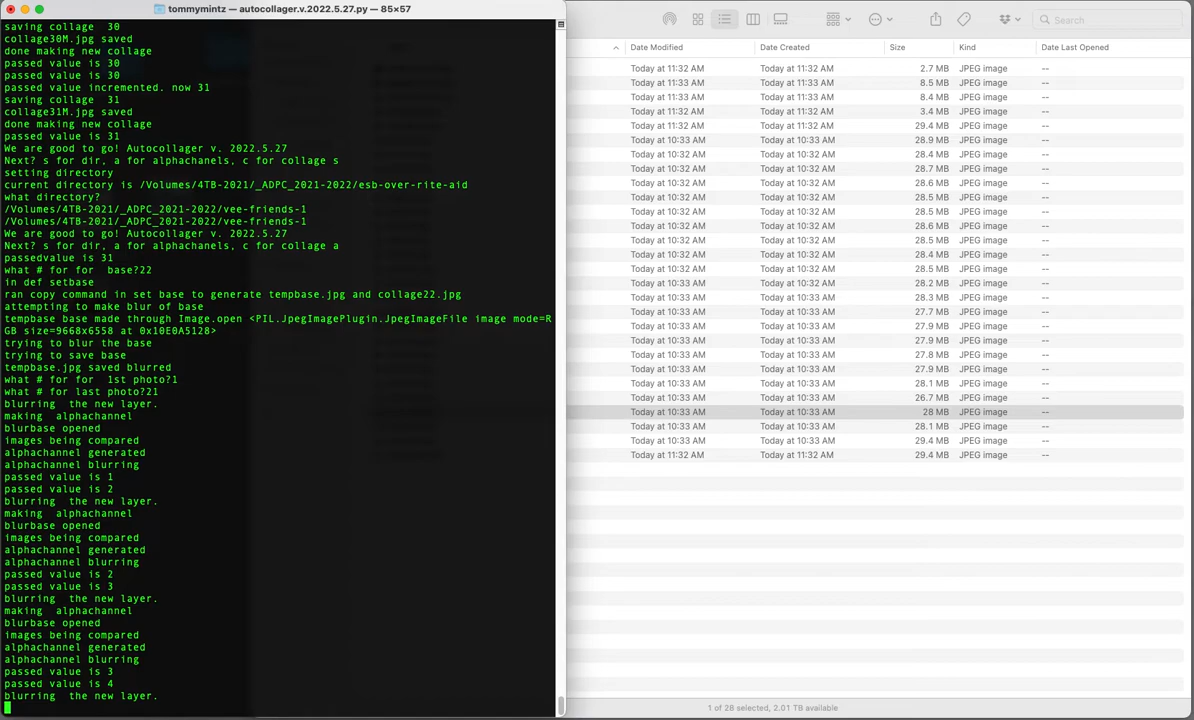 tommymintz — autocollager.v.2022.5.27.py — 85×57
saving collage  30
collage30M.jpg saved
done making new collage
passed value is 30
passed value is 30
passed value incremented. now 31
saving collage  31
collage31M.jpg saved
done making new collage
passed value is 31
We are good to go! Autocollager v. 2022.5.27
Next? s for dir, a for alphachanels, c for collage s
setting directory
current directory is /Volumes/4TB-2021/_ADPC_2021-2022/esb-over-rite-aid
what directory?
/Volumes/4TB-2021/_ADPC_2021-2022/vee-friends-1
/Volumes/4TB-2021/_ADPC_2021-2022/vee-friends-1
We are good to go! Autocollager v. 2022.5.27
Next? s for dir, a for alphachanels, c for collage a
passedvalue is 31
what # for for  base?22
in def setbase
ran copy command in set base to generate tempbase.jpg and collage22.jpg
attempting to make blur of base
tempbase base made through Image.open <PIL.JpegImagePlugin.JpegImageFile image mode=R
GB size=9668x6558 at 0x10E0A5128>
trying to blur the base
trying to save base
tempbase.jpg saved blurred
what # for for  1st photo?1
what # for last photo?21
blurring  the new layer.
making  alphachannel
blurbase opened
images being compared
alphachannel generated
alphachannel blurring
passed value is 1
passed value is 2
blurring  the new layer.
making  alphachannel
blurbase opened
images being compared
alphachannel generated
alphachannel blurring
passed value is 2
passed value is 3
blurring  the new layer.
making  alphachannel
blurbase opened
images being compared
alphachannel generated
alphachannel blurring
passed value is 3
passed value is 4
blurring  the new layer.
Search
Date Modified Date Created Size Kind Date Last Opened
Today at 11:32 AM Today at 11:32 AM 2.7 MB JPEG image --
Today at 11:33 AM Today at 11:33 AM 8.5 MB JPEG image --
Today at 11:33 AM Today at 11:33 AM 8.4 MB JPEG image --
Today at 11:32 AM Today at 11:32 AM 3.4 MB JPEG image --
Today at 11:32 AM Today at 11:32 AM 29.4 MB JPEG image --
Today at 10:33 AM Today at 10:33 AM 28.9 MB JPEG image --
Today at 10:32 AM Today at 10:32 AM 28.4 MB JPEG image --
Today at 10:32 AM Today at 10:32 AM 28.7 MB JPEG image --
Today at 10:32 AM Today at 10:32 AM 28.6 MB JPEG image --
Today at 10:32 AM Today at 10:32 AM 28.5 MB JPEG image --
Today at 10:32 AM Today at 10:32 AM 28.5 MB JPEG image --
Today at 10:32 AM Today at 10:32 AM 28.6 MB JPEG image --
Today at 10:32 AM Today at 10:32 AM 28.5 MB JPEG image --
Today at 10:32 AM Today at 10:32 AM 28.4 MB JPEG image --
Today at 10:32 AM Today at 10:32 AM 28.5 MB JPEG image --
Today at 10:32 AM Today at 10:32 AM 28.2 MB JPEG image --
Today at 10:33 AM Today at 10:33 AM 28.3 MB JPEG image --
Today at 10:33 AM Today at 10:33 AM 27.7 MB JPEG image --
Today at 10:33 AM Today at 10:33 AM 27.9 MB JPEG image --
Today at 10:33 AM Today at 10:33 AM 27.9 MB JPEG image --
Today at 10:33 AM Today at 10:33 AM 27.8 MB JPEG image --
Today at 10:33 AM Today at 10:33 AM 27.9 MB JPEG image --
Today at 10:33 AM Today at 10:33 AM 28.1 MB JPEG image --
Today at 10:33 AM Today at 10:33 AM 26.7 MB JPEG image --
Today at 10:33 AM Today at 10:33 AM 28 MB JPEG image --
Today at 10:33 AM Today at 10:33 AM 28.1 MB JPEG image --
Today at 10:33 AM Today at 10:33 AM 29.4 MB JPEG image --
Today at 11:32 AM Today at 11:32 AM 29.4 MB JPEG image --
1 of 28 selected, 2.01 TB available